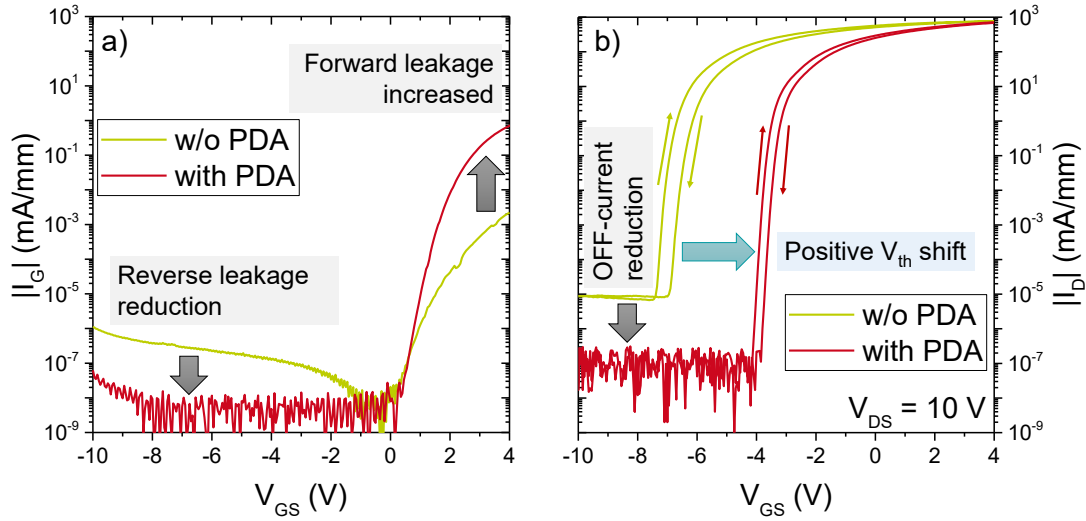 a)
Forward leakage
increased
w/o PDA
with PDA
Reverse leakage
reduction
|I_G| (mA/mm)
10^3
10^1
10^-1
10^-3
10^-5
10^-7
10^-9
-10 -8 -6 -4 -2 0 2 4
V_GS (V)
b)
OFF-current
reduction
Positive V_th shift
w/o PDA
with PDA
V_DS = 10 V
|I_D| (mA/mm)
10^3
10^1
10^-1
10^-3
10^-5
10^-7
10^-9
-10 -8 -6 -4 -2 0 2 4
V_GS (V)